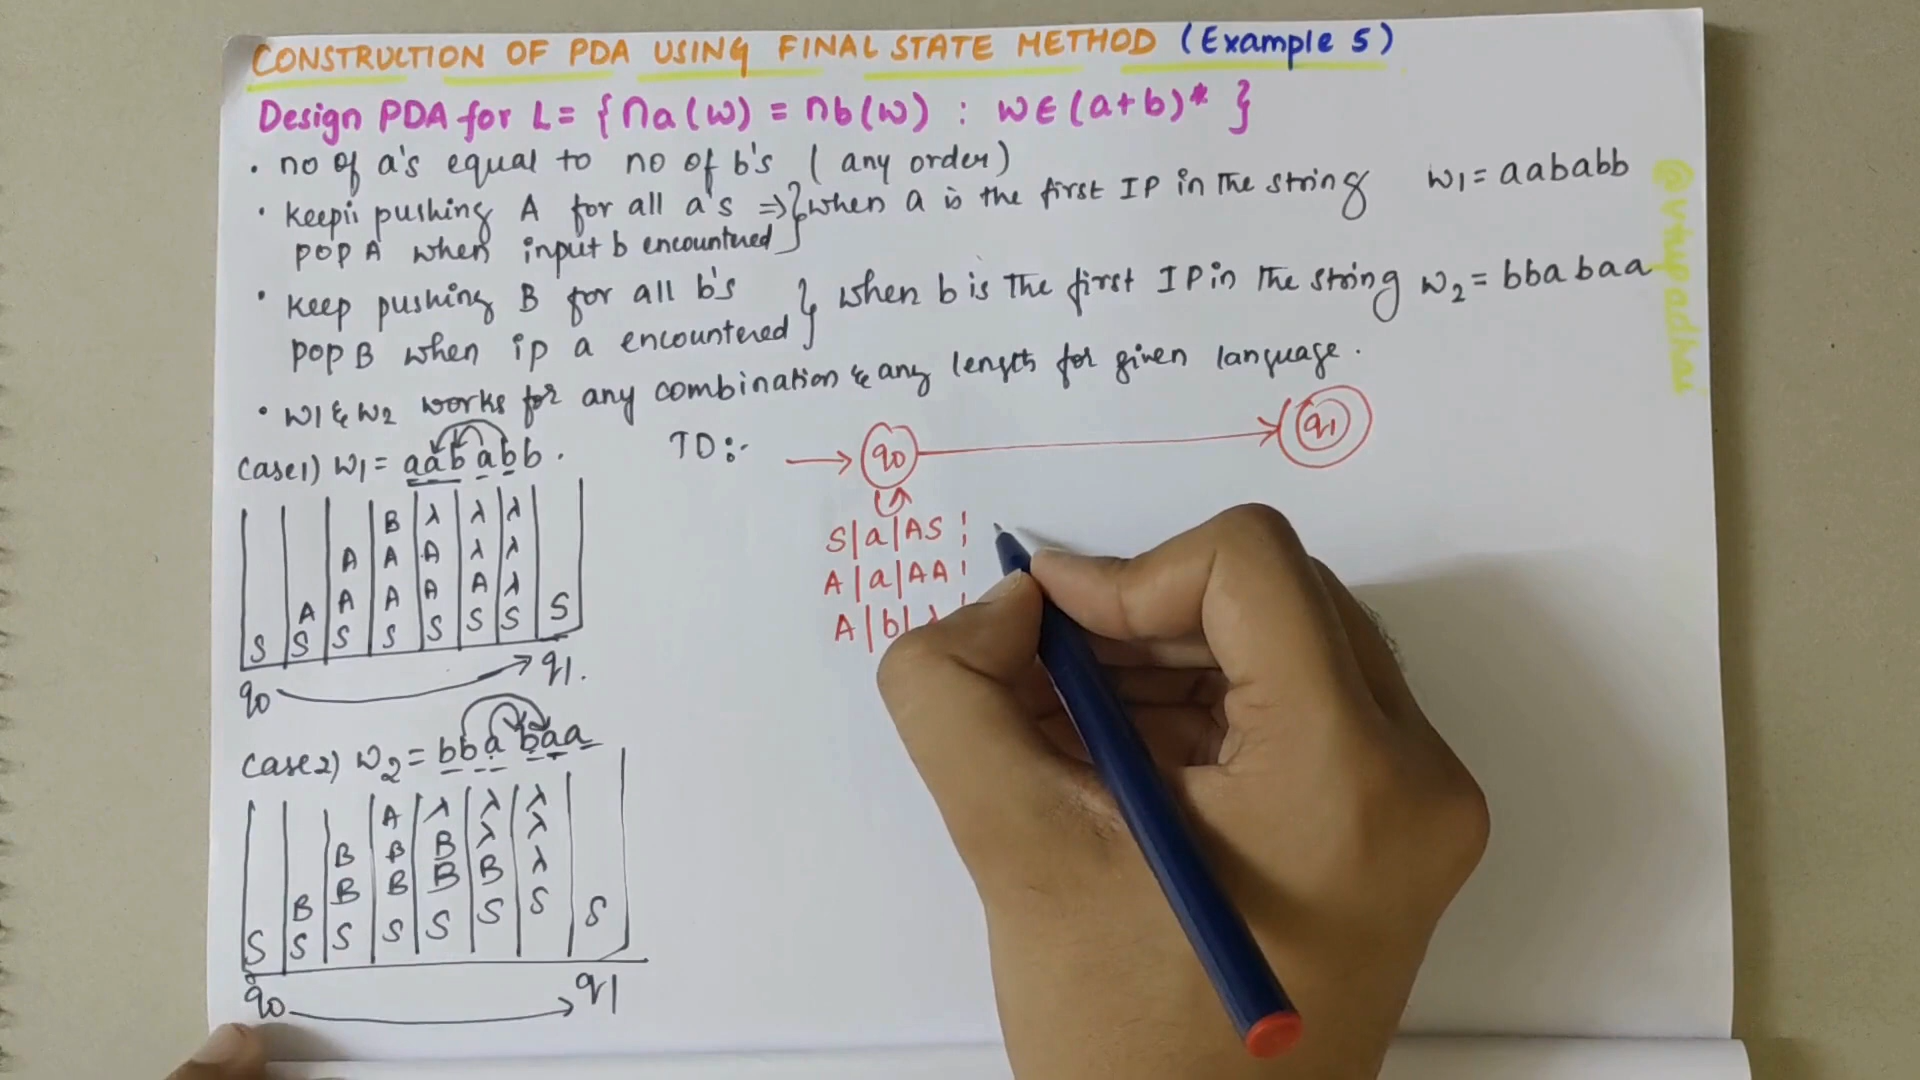 CONSTRUCTION OF PDA USING FINAL STATE METHOD (Example 5)
Design PDA for L = { na(w) = nb(w) : w ∈ (a+b)* }
• no of a's equal to no of b's ( any order)
• keepii pushing A for all a's ⇒ } when a is the first IP in the string w1 = aababb
pop A when input b encountered
• keep pushing B for all b's } when b is the first IP in the string w2 = bbabaa
pop B when ip a encountered
• w1 & w2 works for any combination & any length for given language.
@vtupadhai
case1) w1 = aababb .
TD:-
q0
q1
S|a|AS ;
A|a|AA ;
A|b|λ
B λ λ λ
A A A λ λ
A A A A A λ
S S S S S S S S
q0 → q1.
case2) w2 = bbabaa
A λ λ λ
B B B λ λ
B B B B B λ
S S S S S S S S
q0 → q1